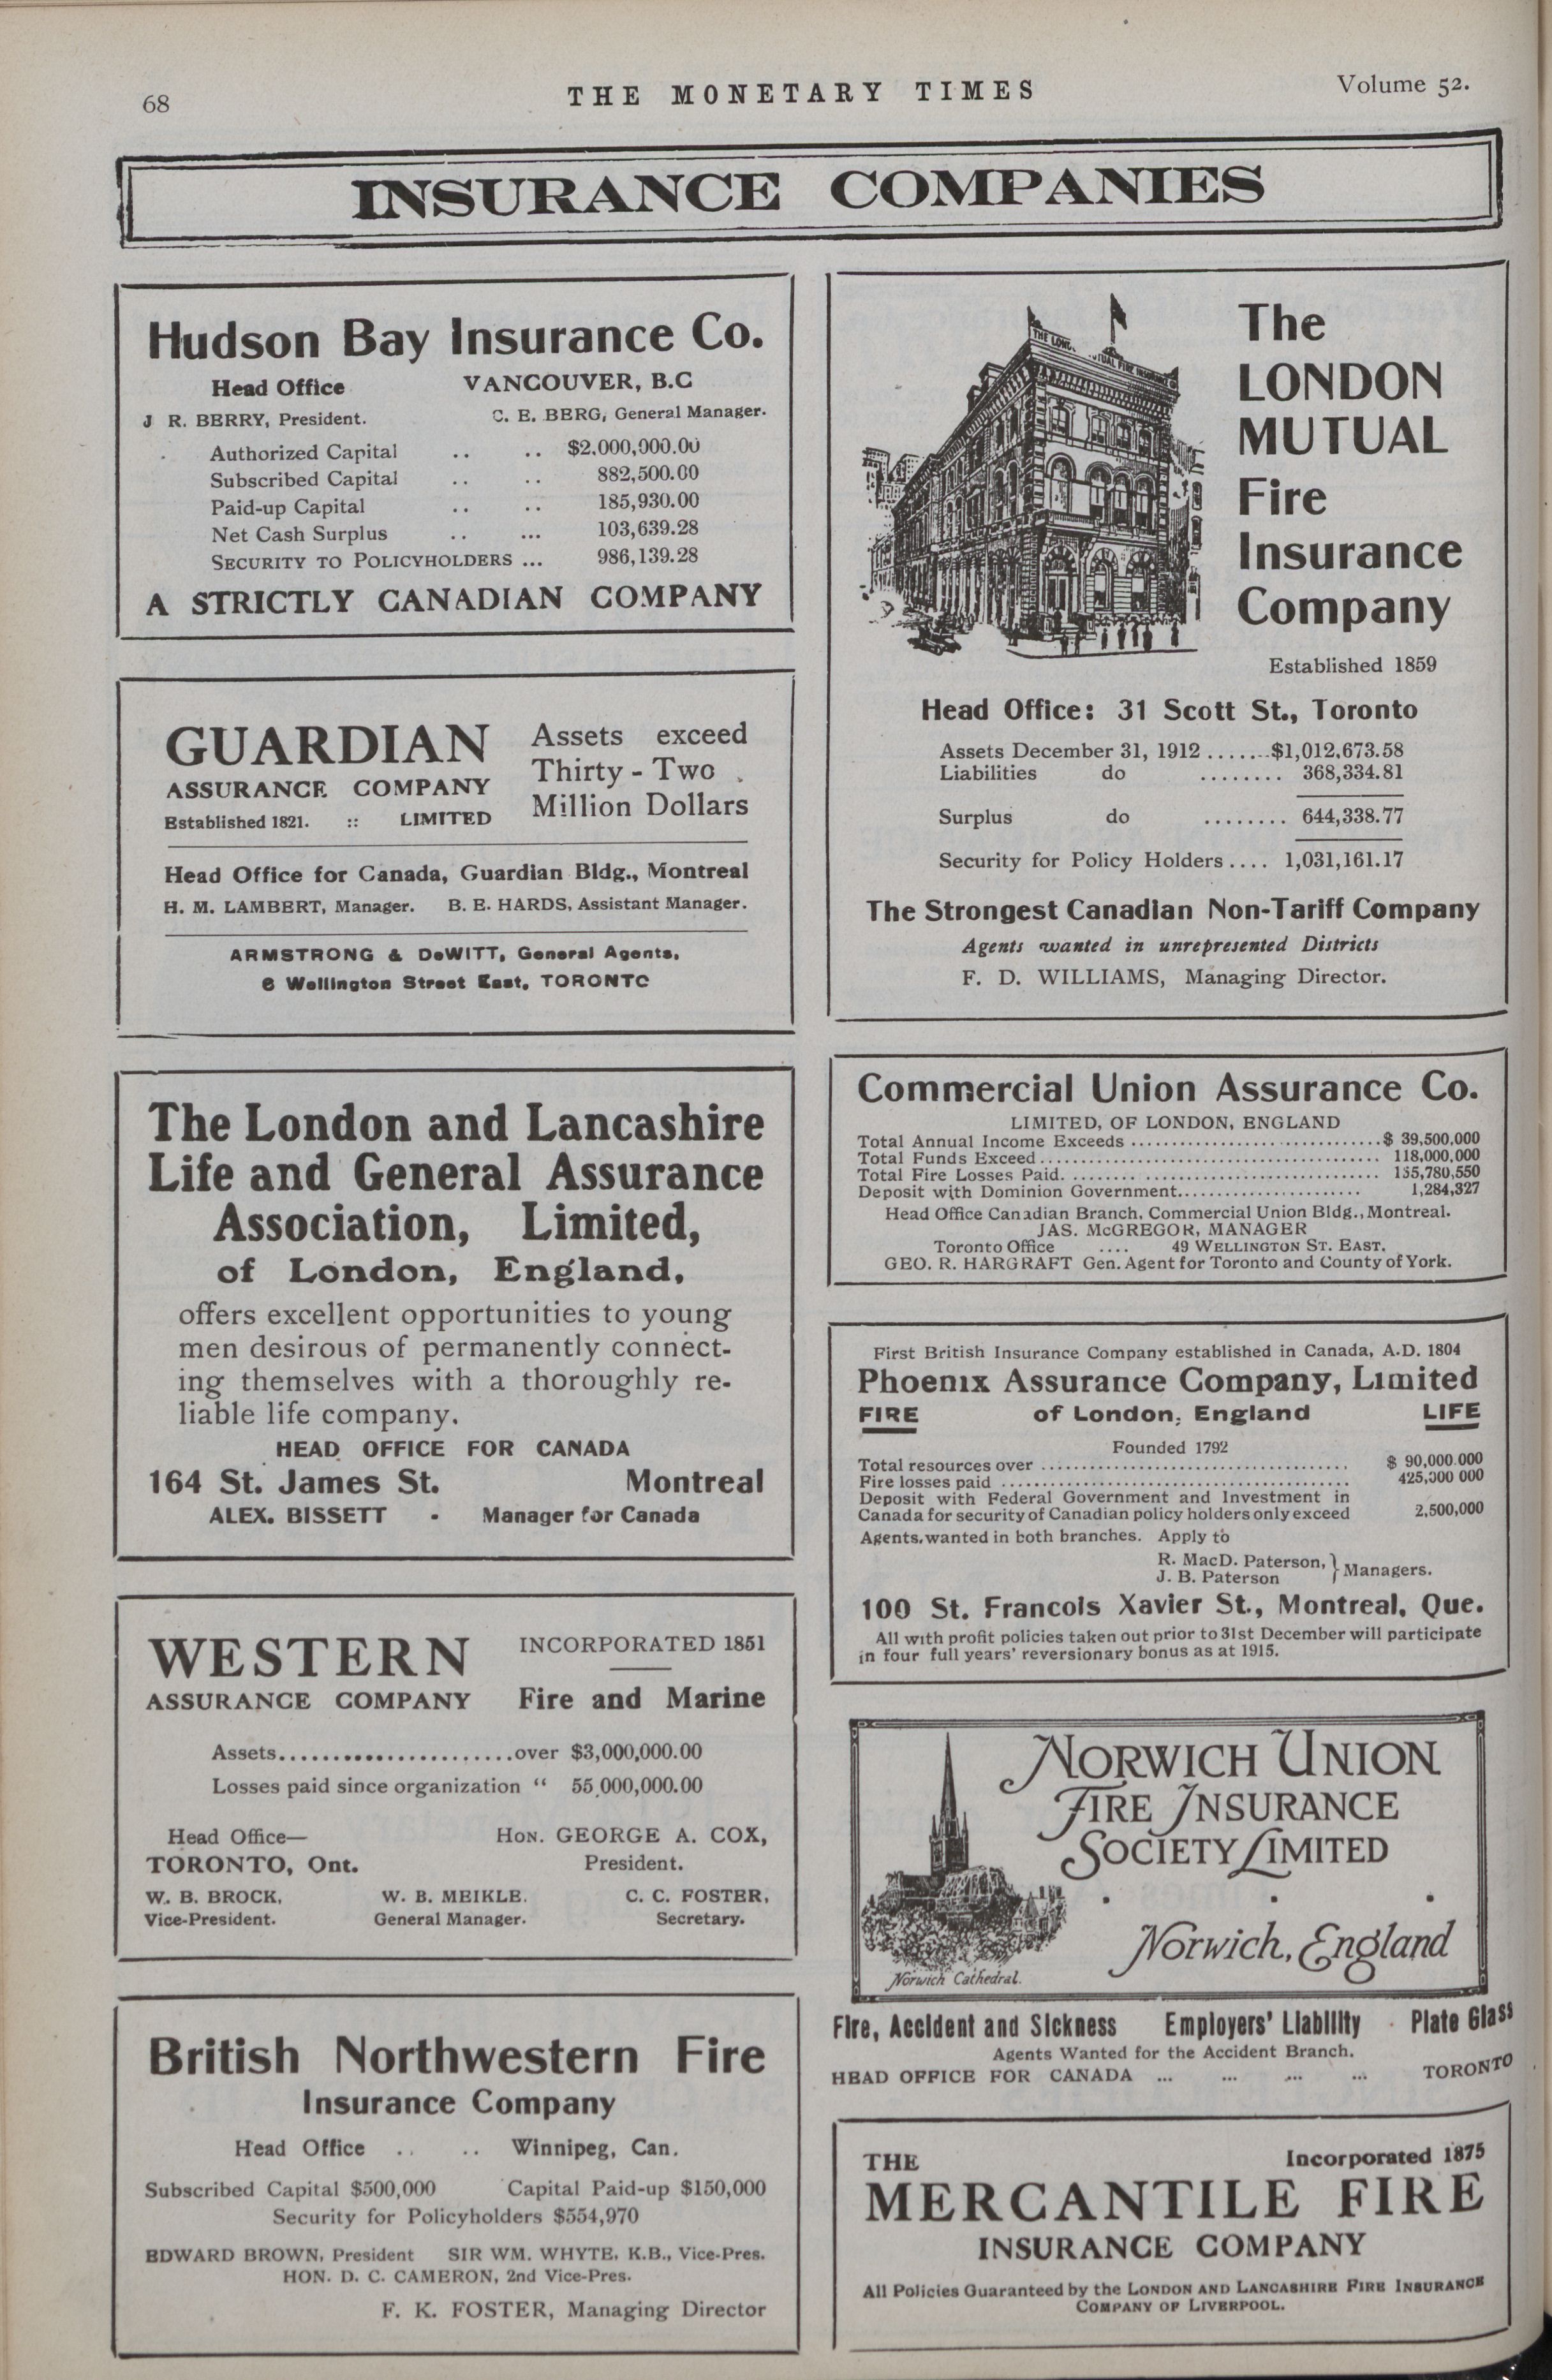 68
THE MONETARY TIMES
Volume 52.
INSURANCE COMPANIES
Hudson Bay Insurance Co.
Head Office VANCOUVER, B.C
J R. BERRY, President. C. E. BERG, General Manager.
Authorized Capital .. .. $2,000,000.00
Subscribed Capital .. .. 882,500.00
Paid-up Capital .. .. 185,930.00
Net Cash Surplus .. ... 103,639.28
SECURITY TO POLICYHOLDERS ... 986,139.28
A STRICTLY CANADIAN COMPANY
GUARDIAN
ASSURANCE COMPANY
Established 1821. :: LIMITED
Assets exceed
Thirty - Two
Million Dollars
Head Office for Canada, Guardian Bldg., Montreal
H. M. LAMBERT, Manager. B. E. HARDS, Assistant Manager.
ARMSTRONG & DeWITT, General Agents,
6 Wellington Street East, TORONTO
The London and Lancashire
Life and General Assurance
Association, Limited,
of London, England,
offers excellent opportunities to young
men desirous of permanently connect-
ing themselves with a thoroughly re-
liable life company.
HEAD OFFICE FOR CANADA
164 St. James St. Montreal
ALEX. BISSETT - Manager for Canada
WESTERN
ASSURANCE COMPANY
INCORPORATED 1851
Fire and Marine
Assets......................over $3,000,000.00
Losses paid since organization “ 55,000,000.00
Head Office—
TORONTO, Ont.
HON. GEORGE A. COX,
President.
W. B. BROCK, W. B. MEIKLE. C. C. FOSTER,
Vice-President. General Manager. Secretary.
British Northwestern Fire
Insurance Company
Head Office .. .. Winnipeg, Can.
Subscribed Capital $500,000 Capital Paid-up $150,000
Security for Policyholders $554,970
EDWARD BROWN, President SIR WM. WHYTE, K.B., Vice-Pres.
HON. D. C. CAMERON, 2nd Vice-Pres.
F. K. FOSTER, Managing Director
THE LONDON MUTUAL FIRE INSURANCE
The
LONDON
MUTUAL
Fire
Insurance
Company
Established 1859
Head Office: 31 Scott St., Toronto
Assets December 31, 1912 ........$1,012,673.58
Liabilities do ........ 368,334.81
Surplus do ........ 644,338.77
Security for Policy Holders .... 1,031,161.17
The Strongest Canadian Non-Tariff Company
Agents wanted in unrepresented Districts
F. D. WILLIAMS, Managing Director.
Commercial Union Assurance Co.
LIMITED, OF LONDON, ENGLAND
Total Annual Income Exceeds ..............................$ 39,500,000
Total Funds Exceed.......................................... 118,000,000
Total Fire Losses Paid....................................... 155,780,550
Deposit with Dominion Government....................... 1,284,327
Head Office Canadian Branch, Commercial Union Bldg., Montreal.
JAS. McGREGOR, MANAGER
Toronto Office .... 49 WELLINGTON ST. EAST.
GEO. R. HARGRAFT Gen. Agent for Toronto and County of York.
First British Insurance Company established in Canada, A.D. 1804
Phoenix Assurance Company, Limited
FIRE of London, England LIFE
Founded 1792
Total resources over ..................................... $ 90,000 000
Fire losses paid .......................................... 425,000 000
Deposit with Federal Government and Investment in
Canada for security of Canadian policy holders only exceed 2,500,000
Agents wanted in both branches. Apply to
R. MacD. Paterson, } Managers.
J. B. Paterson
100 St. Francois Xavier St., Montreal, Que.
All with profit policies taken out prior to 31st December will participate
in four full years' reversionary bonus as at 1915.
NORWICH UNION
FIRE INSURANCE
SOCIETY LIMITED
Norwich, England
Norwich Cathedral.
Fire, Accident and Sickness Employers' Liability Plate Glass
Agents Wanted for the Accident Branch.
HEAD OFFICE FOR CANADA ... ... ... ... TORONTO
THE Incorporated 1875
MERCANTILE FIRE
INSURANCE COMPANY
All Policies Guaranteed by the LONDON AND LANCASHIRE FIRE INSURANCE
COMPANY OF LIVERPOOL.